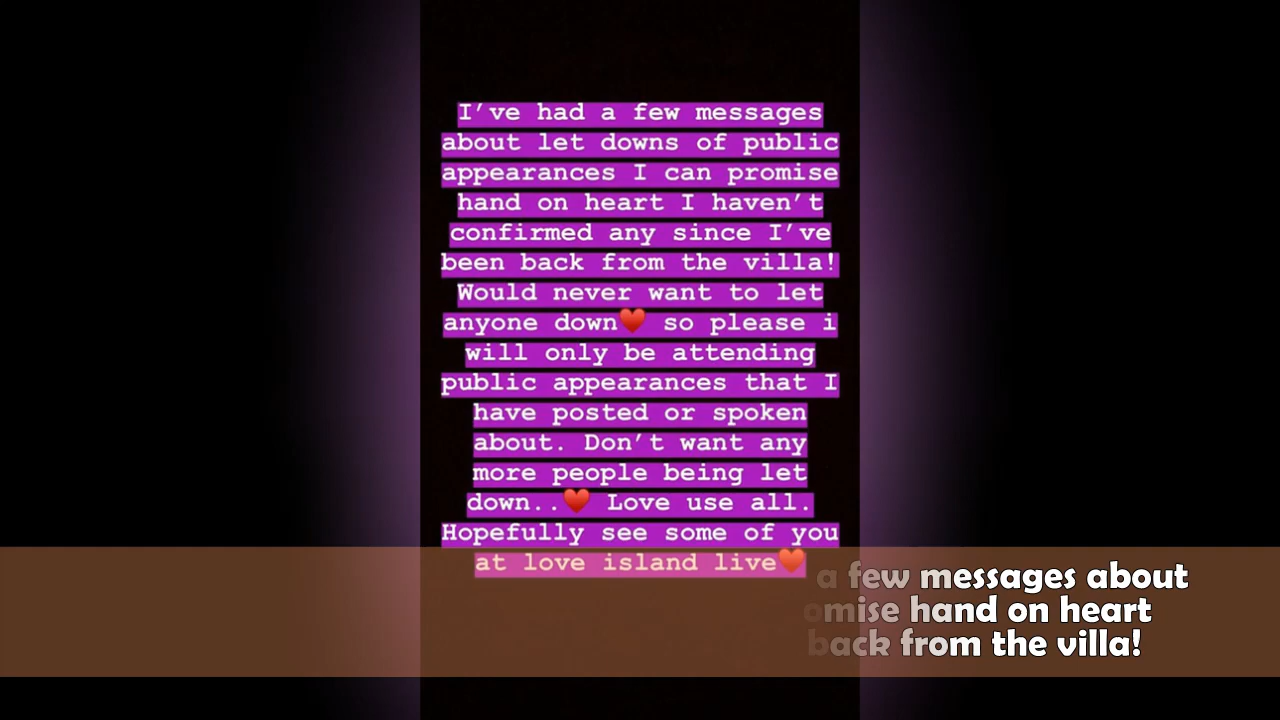 I’ve had a few messages
about let downs of public
appearances I can promise
hand on heart I haven’t
confirmed any since I’ve
been back from the villa!
Would never want to let
anyone down❤️ so please i
will only be attending
public appearances that I
have posted or spoken
about. Don’t want any
more people being let
down..❤️ Love use all.
Hopefully see some of you
at love island live❤️
a few messages about
omise hand on heart
back from the villa!